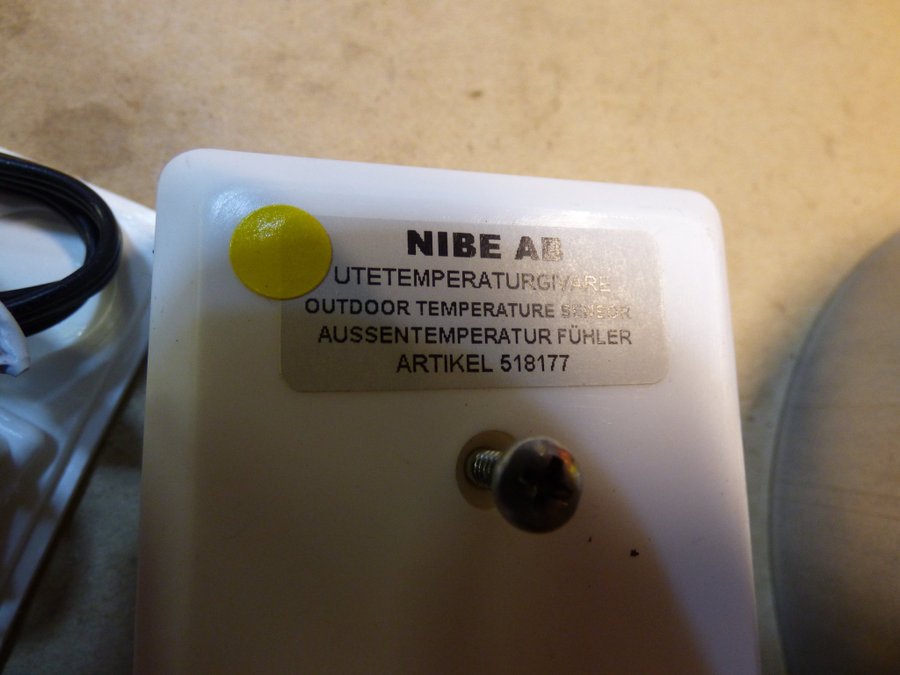 NIBE AB
UTETEMPERATURGIVARE
OUTDOOR TEMPERATURE SENSOR
AUSSENTEMPERATUR FÜHLER
ARTIKEL 518177